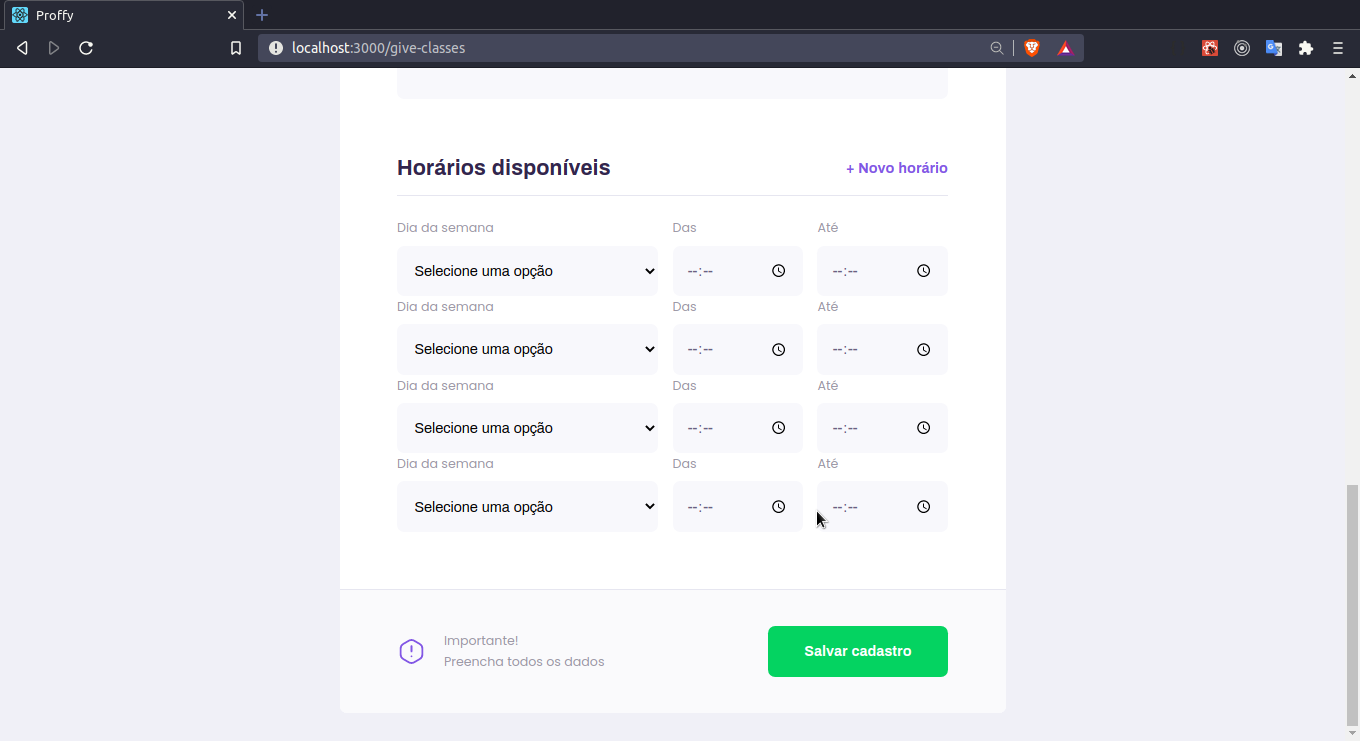 Proffy
localhost:3000/give-classes
Horários disponíveis + Novo horário
Dia da semana Das Até
Selecione uma opção --:-- --:--
Dia da semana Das Até
Selecione uma opção --:-- --:--
Dia da semana Das Até
Selecione uma opção --:-- --:--
Dia da semana Das Até
Selecione uma opção --:-- --:--
Importante!
Preencha todos os dados
Salvar cadastro